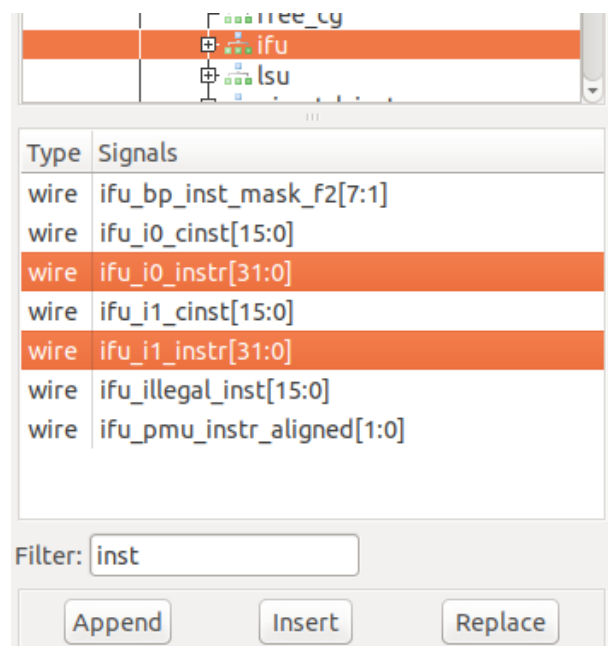 free_cg
ifu
lsu
Type Signals
wire ifu_bp_inst_mask_f2[7:1]
wire ifu_i0_cinst[15:0]
wire ifu_i0_instr[31:0]
wire ifu_i1_cinst[15:0]
wire ifu_i1_instr[31:0]
wire ifu_illegal_inst[15:0]
wire ifu_pmu_instr_aligned[1:0]
Filter: inst
Append Insert Replace